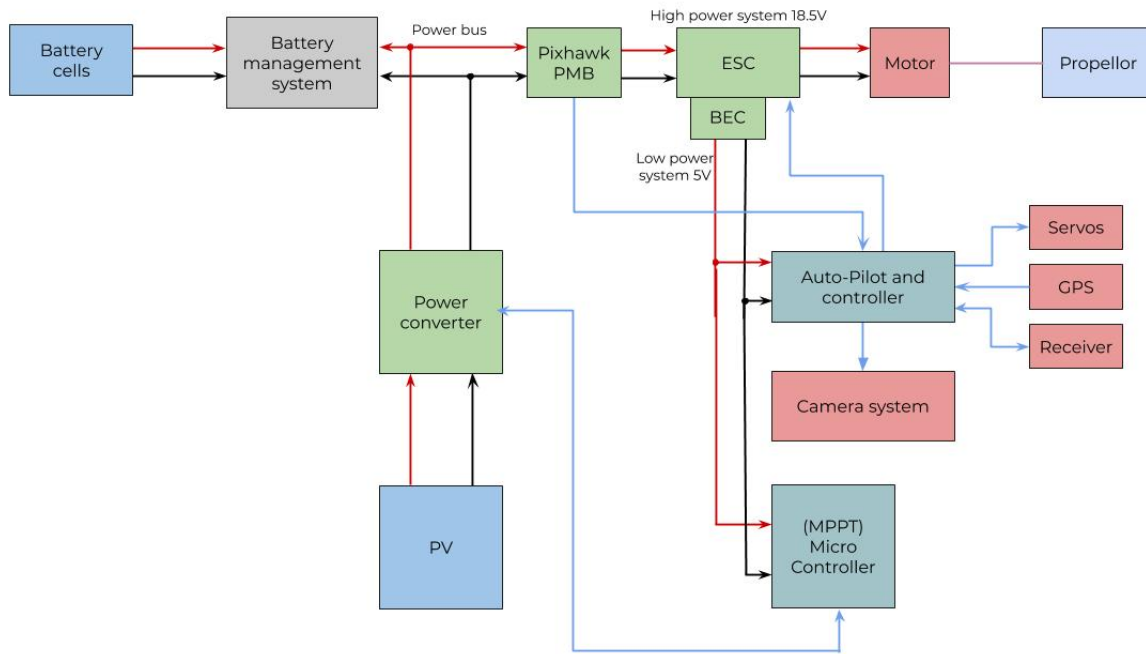 High power system 18.5V
Power bus
Battery
cells
Battery
management
system
Pixhawk
PMB
ESC
Motor
Propellor
BEC
Low power
system 5V
Servos
Auto-Pilot and
controller
GPS
Power
converter
Receiver
Camera system
PV
(MPPT)
Micro
Controller